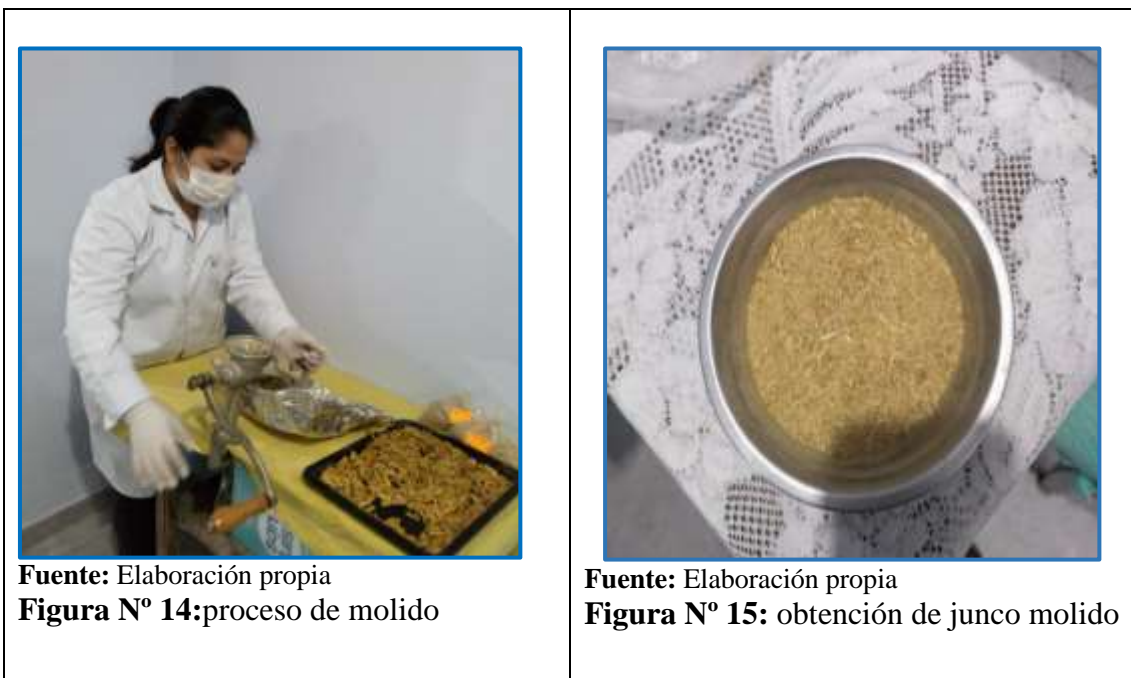 Fuente: Elaboración propia
Figura Nº 14:proceso de molido
Fuente: Elaboración propia
Figura Nº 15: obtención de junco molido